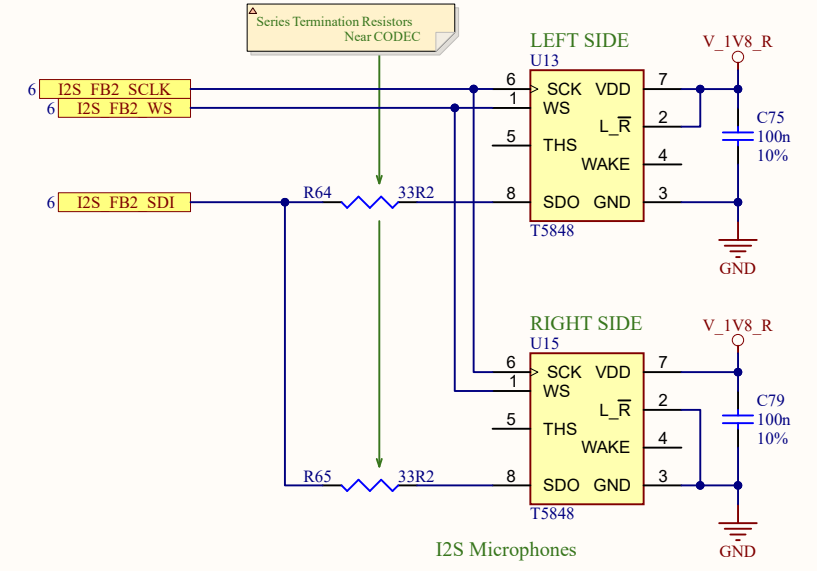 Series Termination Resistors
Near CODEC
LEFT SIDE
U13
V_1V8_R
6 I2S_FB2_SCLK
6 I2S_FB2_WS
6 SCK VDD 7
1 WS
L_R̅ 2
5 THS
WAKE 4
C75
100n
10%
6 I2S_FB2_SDI
R64 33R2
8 SDO GND 3
T5848
GND
RIGHT SIDE
U15
V_1V8_R
6 SCK VDD 7
1 WS
L_R̅ 2
5 THS
WAKE 4
C79
100n
10%
R65 33R2
8 SDO GND 3
T5848
GND
I2S Microphones